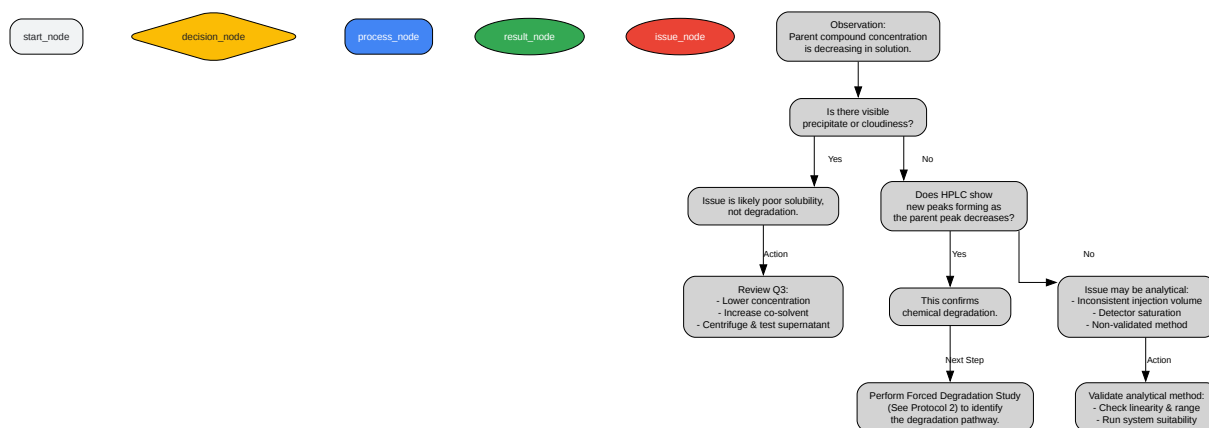 start_node
decision_node
process_node
result_node
issue_node
Observation:
Parent compound concentration
is decreasing in solution.
Is there visible
precipitate or cloudiness?
Yes
No
Issue is likely poor solubility,
not degradation.
Does HPLC show
new peaks forming as
the parent peak decreases?
Action
Yes
No
Review Q3:
- Lower concentration
- Increase co-solvent
- Centrifuge & test supernatant
This confirms
chemical degradation.
Issue may be analytical:
- Inconsistent injection volume
- Detector saturation
- Non-validated method
Next Step
Action
Perform Forced Degradation Study
(See Protocol 2) to identify
the degradation pathway.
Validate analytical method:
- Check linearity & range
- Run system suitability